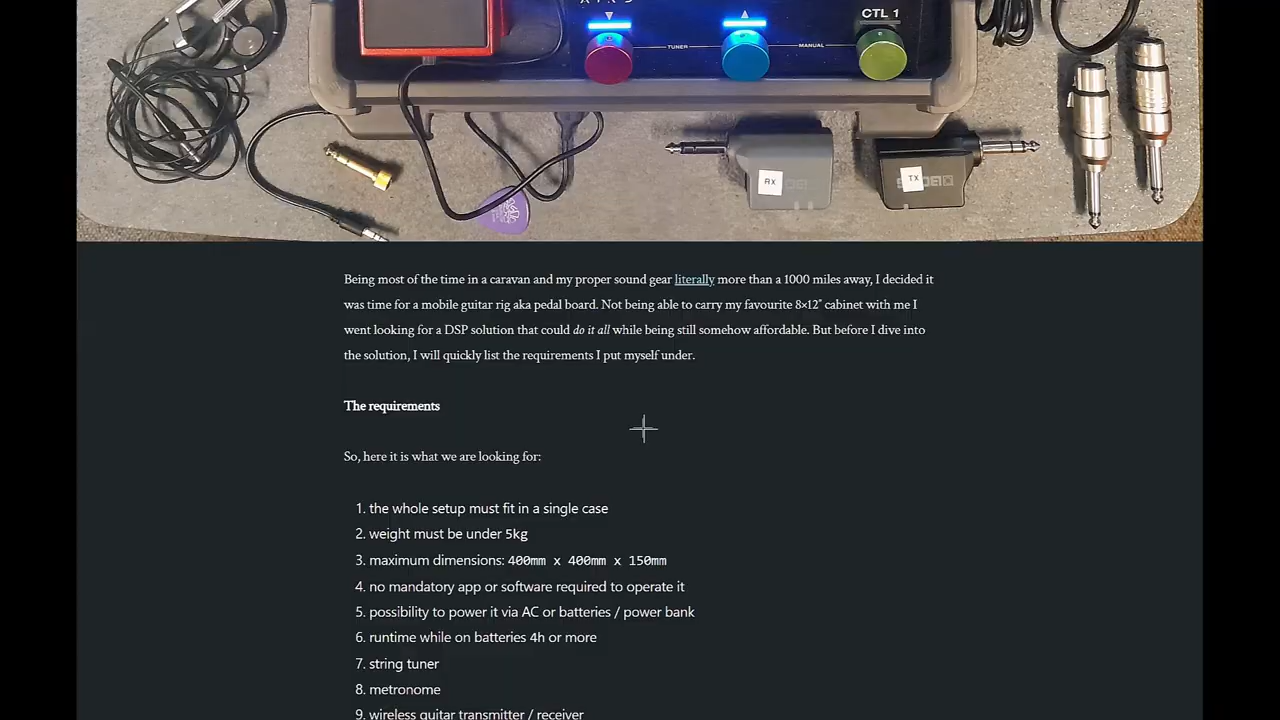 CTL 1
TUNER
MANUAL
RX
TX
Being most of the time in a caravan and my proper sound gear literally more than a 1000 miles away, I decided it
was time for a mobile guitar rig aka pedal board. Not being able to carry my favourite 8×12″ cabinet with me I
went looking for a DSP solution that could do it all while being still somehow affordable. But before I dive into
the solution, I will quickly list the requirements I put myself under.
The requirements
So, here it is what we are looking for:
1. the whole setup must fit in a single case
2. weight must be under 5kg
3. maximum dimensions: 400mm x 400mm x 150mm
4. no mandatory app or software required to operate it
5. possibility to power it via AC or batteries / power bank
6. runtime while on batteries 4h or more
7. string tuner
8. metronome
9. wireless guitar transmitter / receiver